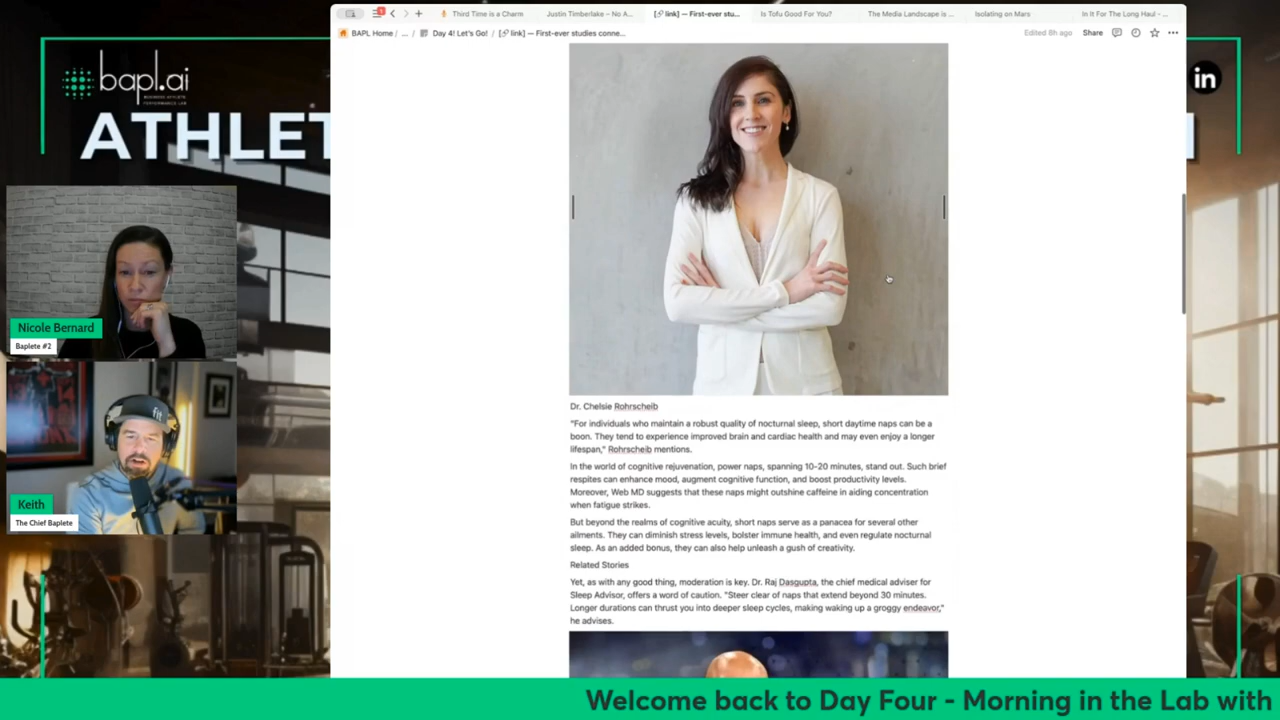 Third Time is a Charm
Justin Timberlake – No A...
[🔗 link] — First-ever stu...
Is Tofu Good For You?
The Media Landscape is ...
Isolating on Mars
In It For The Long Haul - ...
BAPL Home / ... / Day 4! Let's Go! / [🔗 link] — First-ever studies conne...
Edited 8h ago
Share
bapl.ai
ATHLET
in
Nicole Bernard
Baplete #2
fit
Keith
The Chief Baplete
Dr. Chelsie Rohrscheib
"For individuals who maintain a robust quality of nocturnal sleep, short daytime naps can be a
boon. They tend to experience improved brain and cardiac health and may even enjoy a longer
lifespan," Rohrscheib mentions.
In the world of cognitive rejuvenation, power naps, spanning 10-20 minutes, stand out. Such brief
respites can enhance mood, augment cognitive function, and boost productivity levels.
Moreover, Web MD suggests that these naps might outshine caffeine in aiding concentration
when fatigue strikes.
But beyond the realms of cognitive acuity, short naps serve as a panacea for several other
ailments. They can diminish stress levels, bolster immune health, and even regulate nocturnal
sleep. As an added bonus, they can also help unleash a gush of creativity.
Related Stories
Yet, as with any good thing, moderation is key. Dr. Raj Dasgupta, the chief medical adviser for
Sleep Advisor, offers a word of caution. "Steer clear of naps that extend beyond 30 minutes.
Longer durations can thrust you into deeper sleep cycles, making waking up a groggy endeavor,"
he advises.
Welcome back to Day Four - Morning in the Lab with